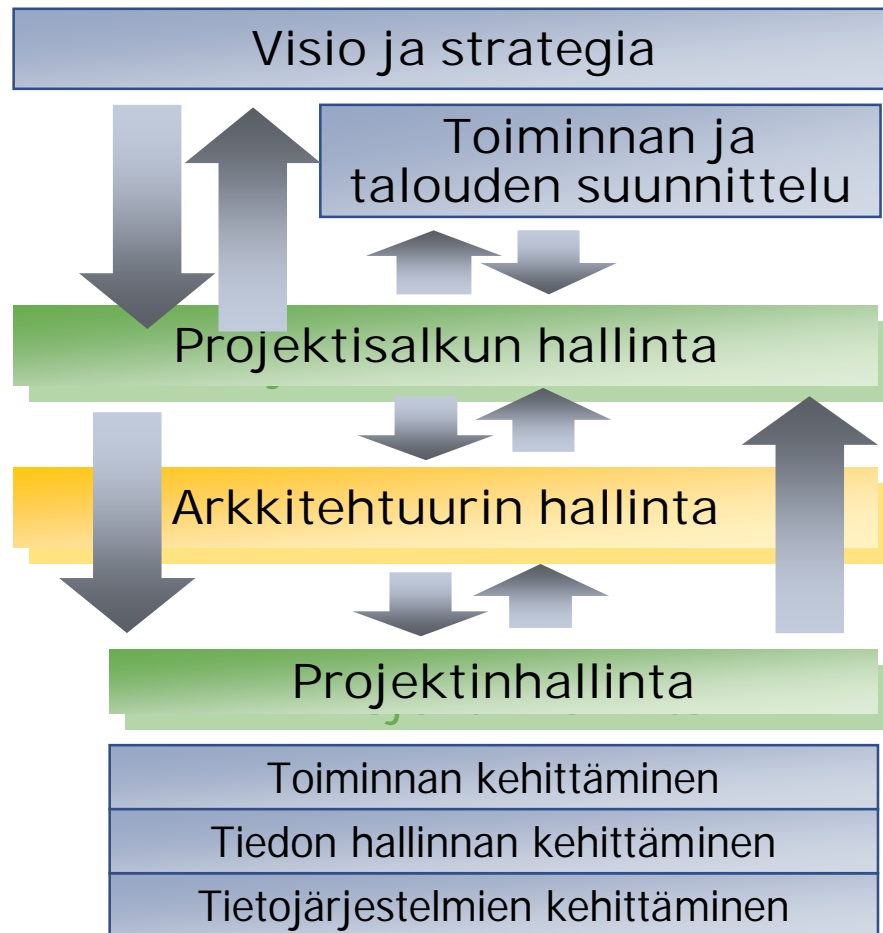 Visio ja strategia
Toiminnan ja
talouden suunnittelu
Projektisalkun hallinta
Arkkitehtuurin hallinta
Projektinhallinta
Toiminnan kehittäminen
Tiedon hallinnan kehittäminen
Tietojärjestelmien kehittäminen